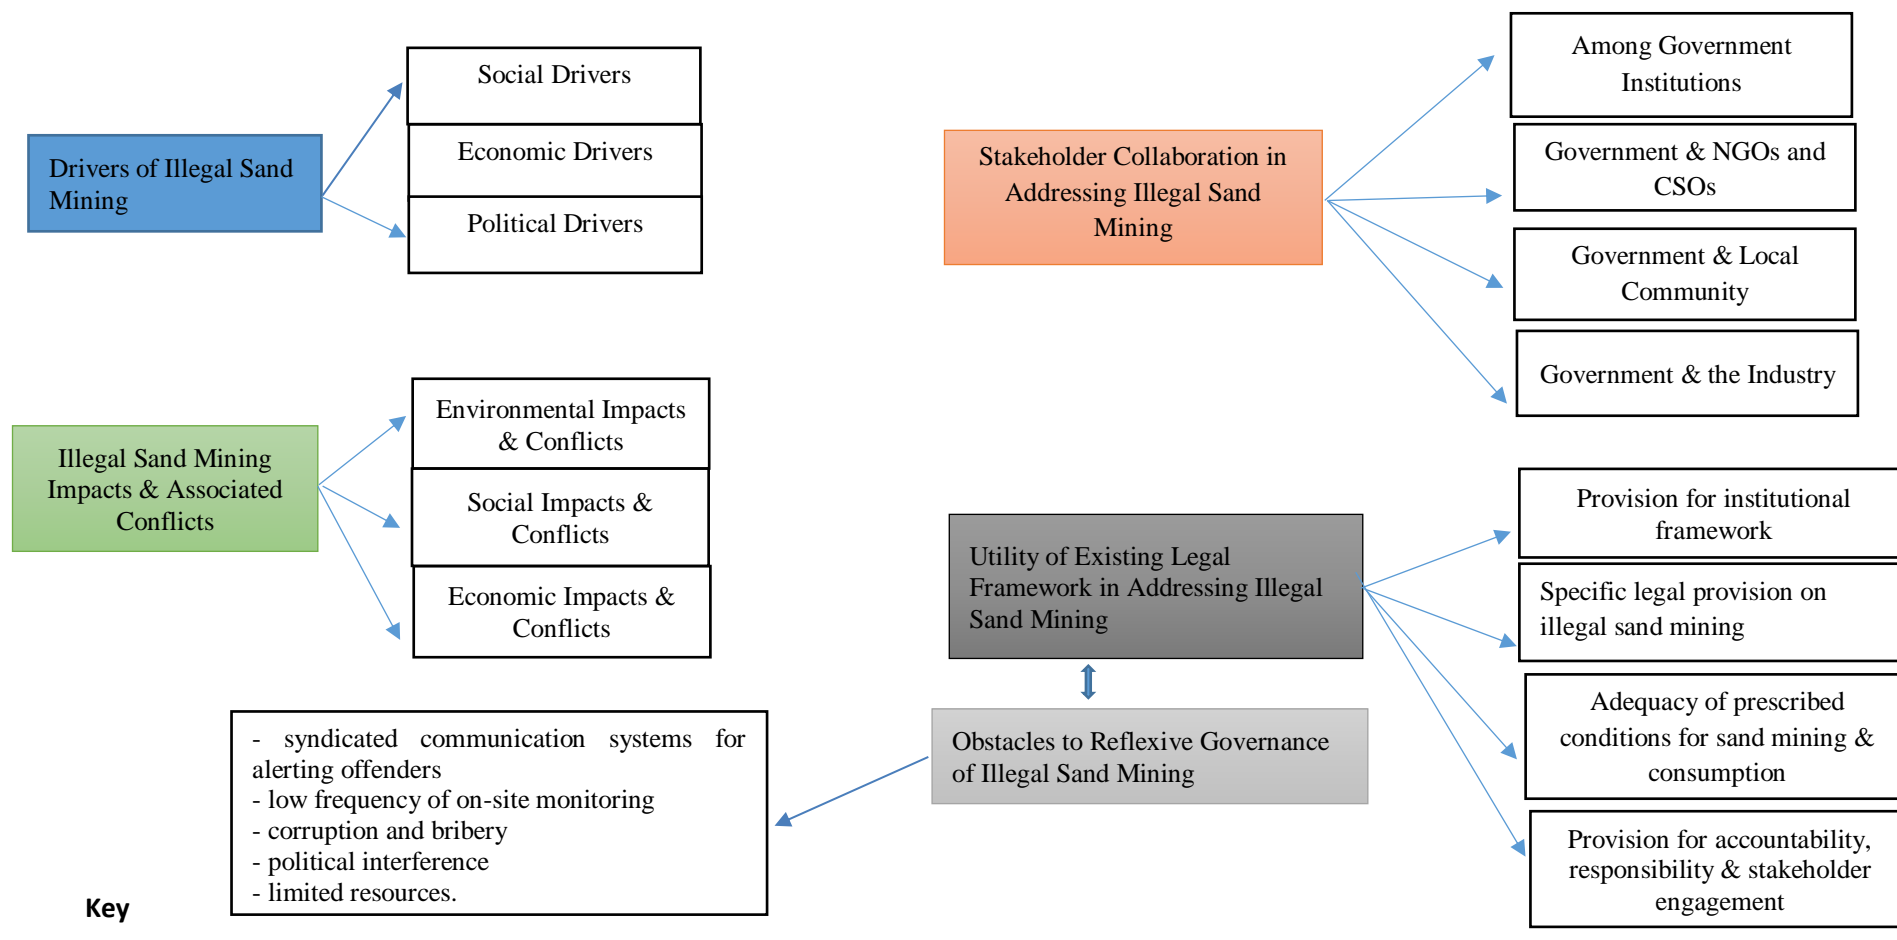 Drivers of Illegal Sand
Mining
Social Drivers
Economic Drivers
Political Drivers
Illegal Sand Mining
Impacts & Associated
Conflicts
Environmental Impacts
& Conflicts
Social Impacts &
Conflicts
Economic Impacts &
Conflicts
Stakeholder Collaboration in
Addressing Illegal Sand
Mining
Among Government
Institutions
Government & NGOs and
CSOs
Government & Local
Community
Government & the Industry
Utility of Existing Legal
Framework in Addressing Illegal
Sand Mining
Provision for institutional
framework
Specific legal provision on
illegal sand mining
Adequacy of prescribed
conditions for sand mining &
consumption
Provision for accountability,
responsibility & stakeholder
engagement
Obstacles to Reflexive Governance
of Illegal Sand Mining
- syndicated communication systems for
alerting offenders
- low frequency of on-site monitoring
- corruption and bribery
- political interference
- limited resources.
Key